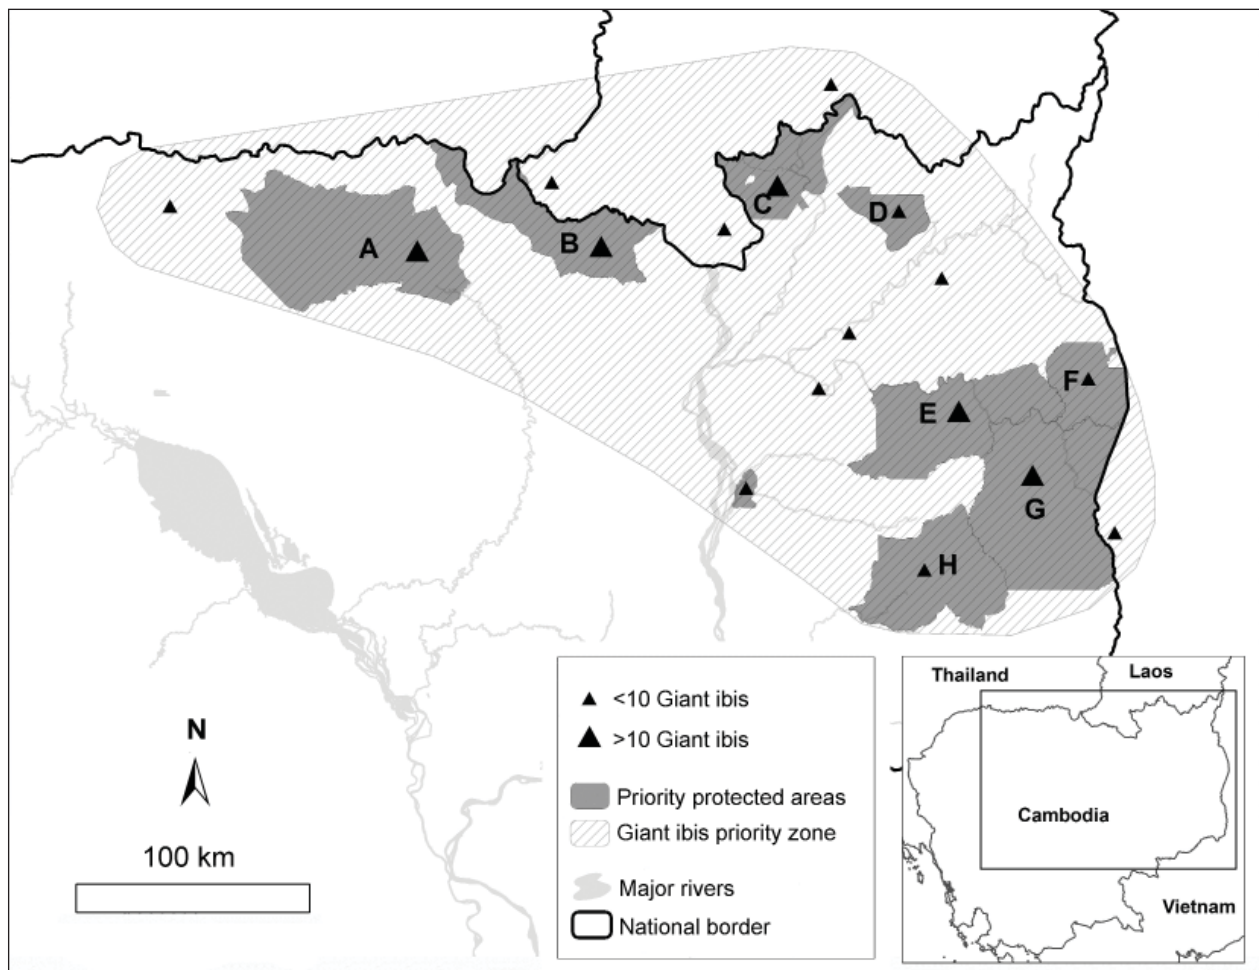 C
D
A
B
F
E
G
H
N
100 km
<10 Giant ibis
>10 Giant ibis
Priority protected areas
Giant ibis priority zone
Major rivers
National border
Thailand
Laos
Cambodia
Vietnam